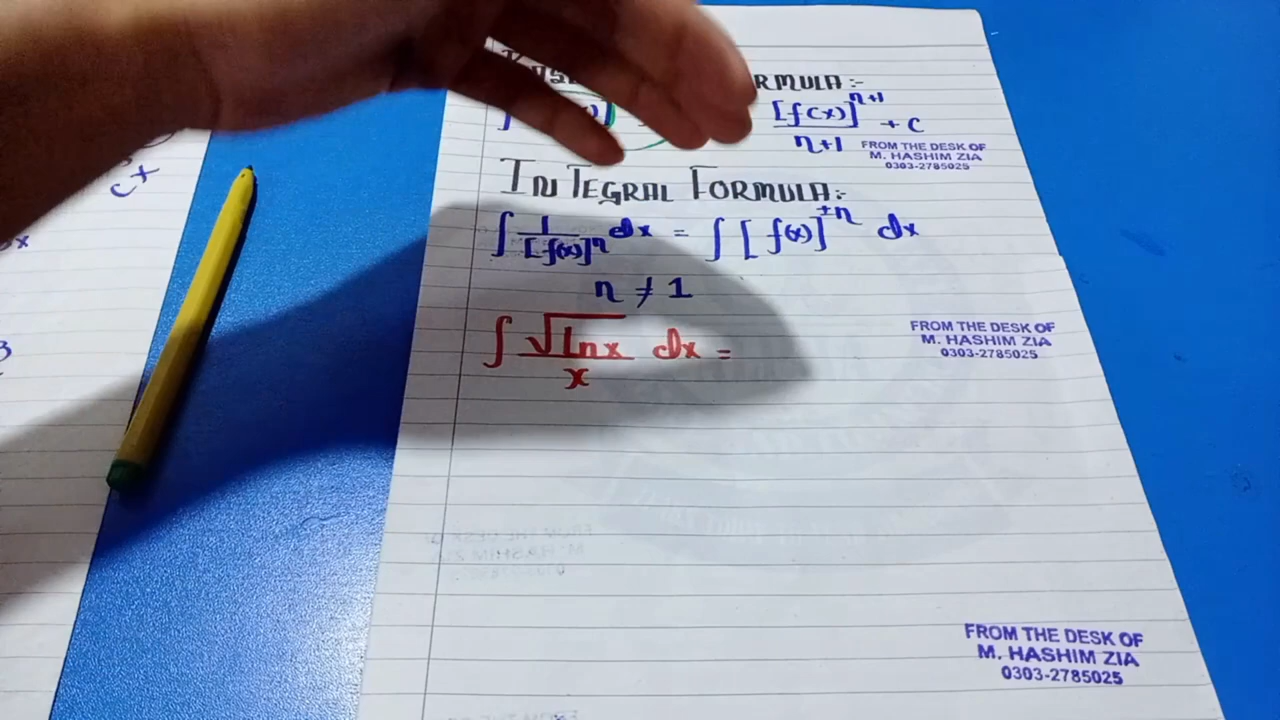 RMULA:-
[f(x)]^n+1 / n+1 + C
FROM THE DESK OF
M. HASHIM ZIA
0303-2785025
INTEGRAL FORMULA:-
∫ 1/[f(x)]^n dx = ∫ [f(x)]^±n dx
n ≠ 1
∫ √lnx / x dx =
FROM THE DESK OF
M. HASHIM ZIA
0303-2785025
FROM THE DESK OF
M. HASHIM ZIA
0303-2785025